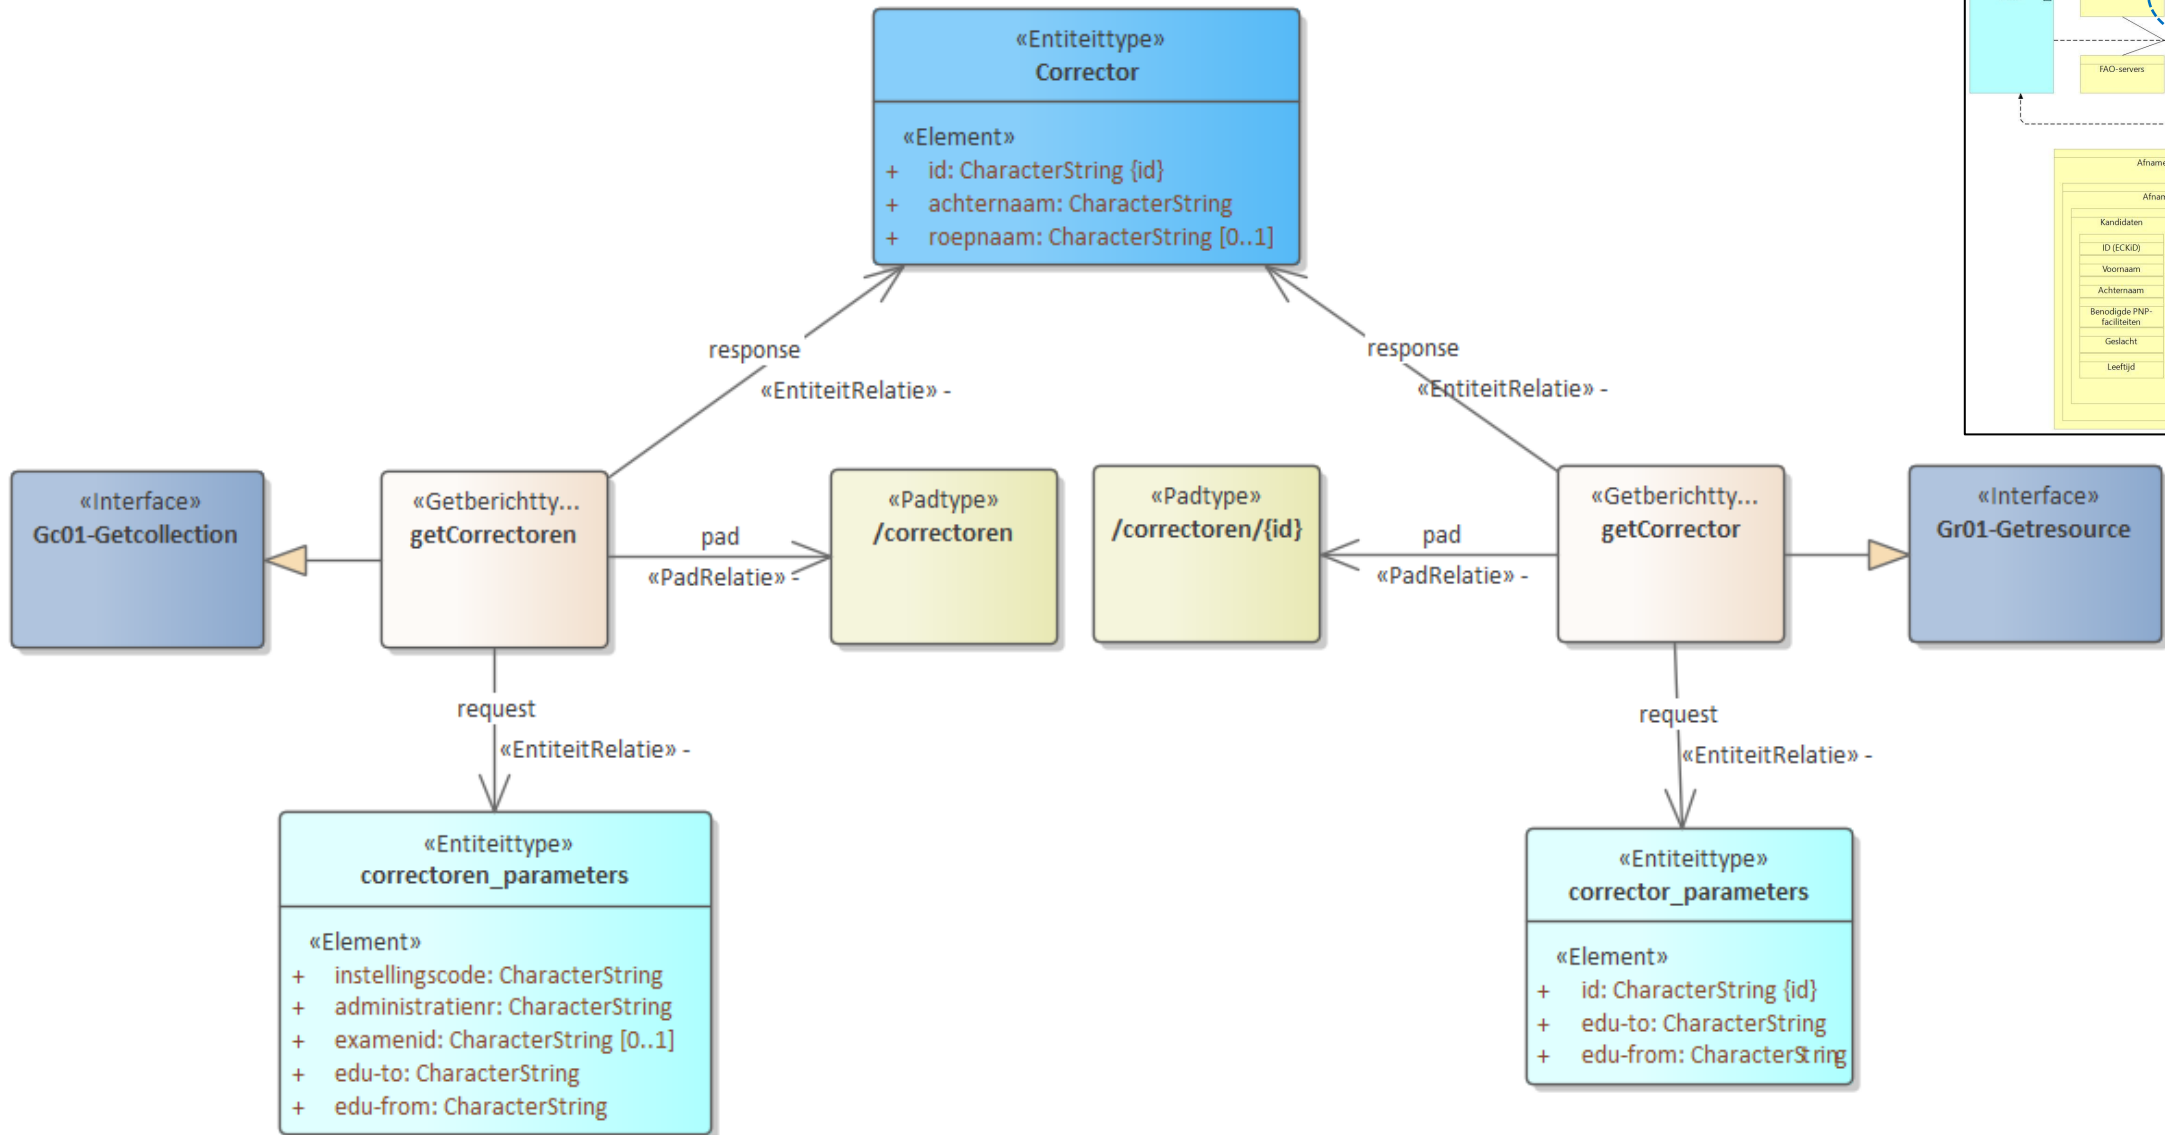 «Entiteittype»
Corrector
«Element»
+ id: CharacterString {id}
+ achternaam: CharacterString
+ roepnaam: CharacterString [0..1]
FAO-servers
Kandidaten
ID (ECKiD)
Voornaam
Achternaam
Benodigde PNP-
faciliteiten
Geslacht
Leeftijd
response
«EntiteitRelatie» -
response
«EntiteitRelatie» -
«Interface»
Gc01-Getcollection
«Getberichtty...
getCorrectoren
pad
«PadRelatie» -
«Padtype»
/correctoren
«Padtype»
/correctoren/{id}
pad
«PadRelatie» -
«Getberichtty...
getCorrector
«Interface»
Gr01-Getresource
request
«EntiteitRelatie» -
request
«EntiteitRelatie» -
«Entiteittype»
correctoren_parameters
«Element»
+ instellingscode: CharacterString
+ administratienr: CharacterString
+ examenid: CharacterString [0..1]
+ edu-to: CharacterString
+ edu-from: CharacterString
«Entiteittype»
corrector_parameters
«Element»
+ id: CharacterString {id}
+ edu-to: CharacterString
+ edu-from: CharacterString